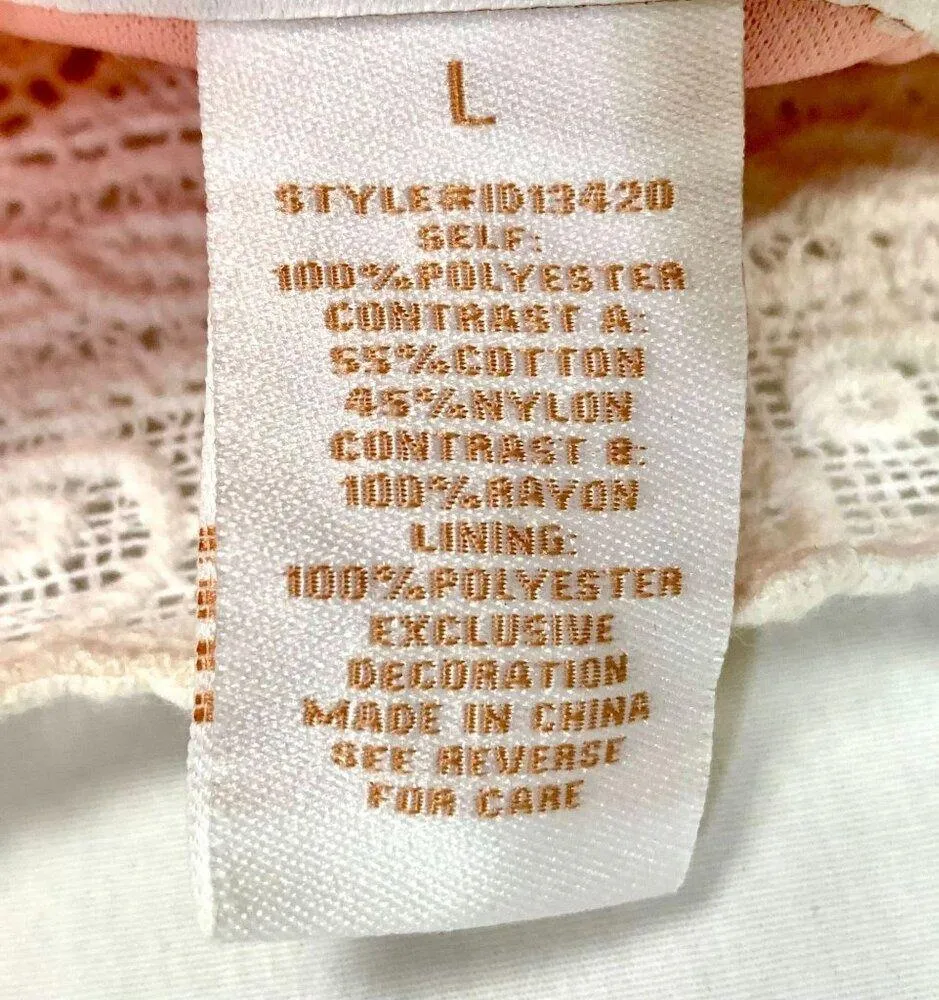 L
STYLE#ID13420
SELF:
100%POLYESTER
CONTRAST A:
55%COTTON
45%NYLON
CONTRAST B:
100%RAYON
LINING:
100%POLYESTER
EXCLUSIVE
DECORATION
MADE IN CHINA
SEE REVERSE
FOR CARE